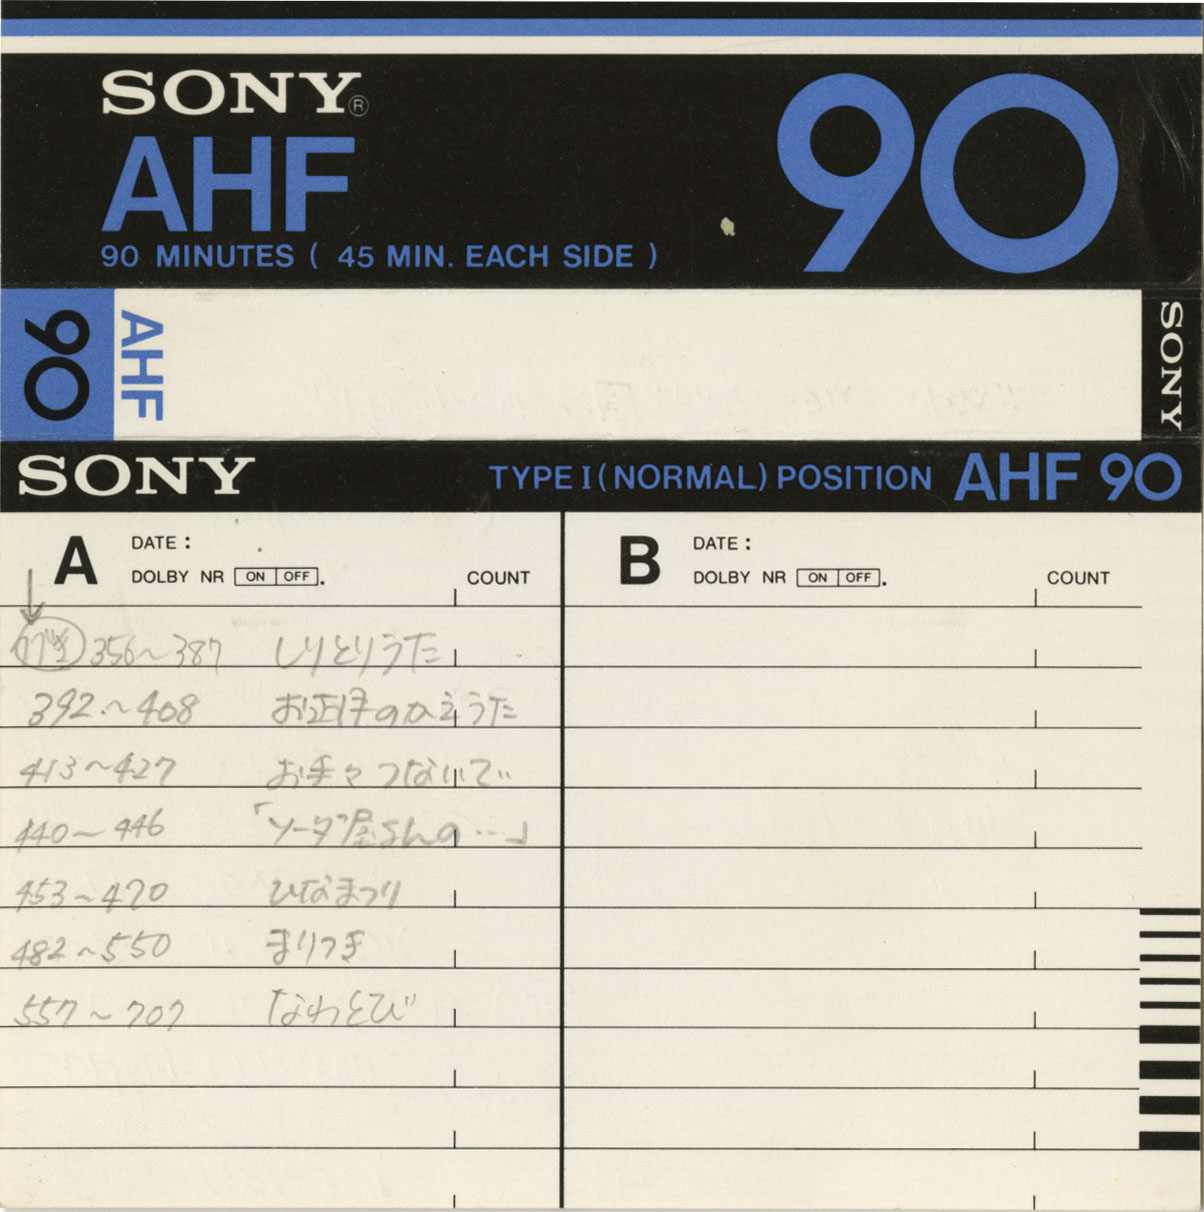 SONY®
AHF
90
90 MINUTES ( 45 MIN. EACH SIDE )
90
AHF
SONY
SONY
TYPE I (NORMAL) POSITION AHF 90
A DATE :
DOLBY NR ON OFF. COUNT
356〜387 しりとりうた
392〜408 お正月のかえうた
413〜427 お手々つないで
440〜446 「ソーダ屋さんの…」
453〜470 ひなまつり
482〜550 まりつき
557〜707 なわとび
B DATE :
DOLBY NR ON OFF. COUNT